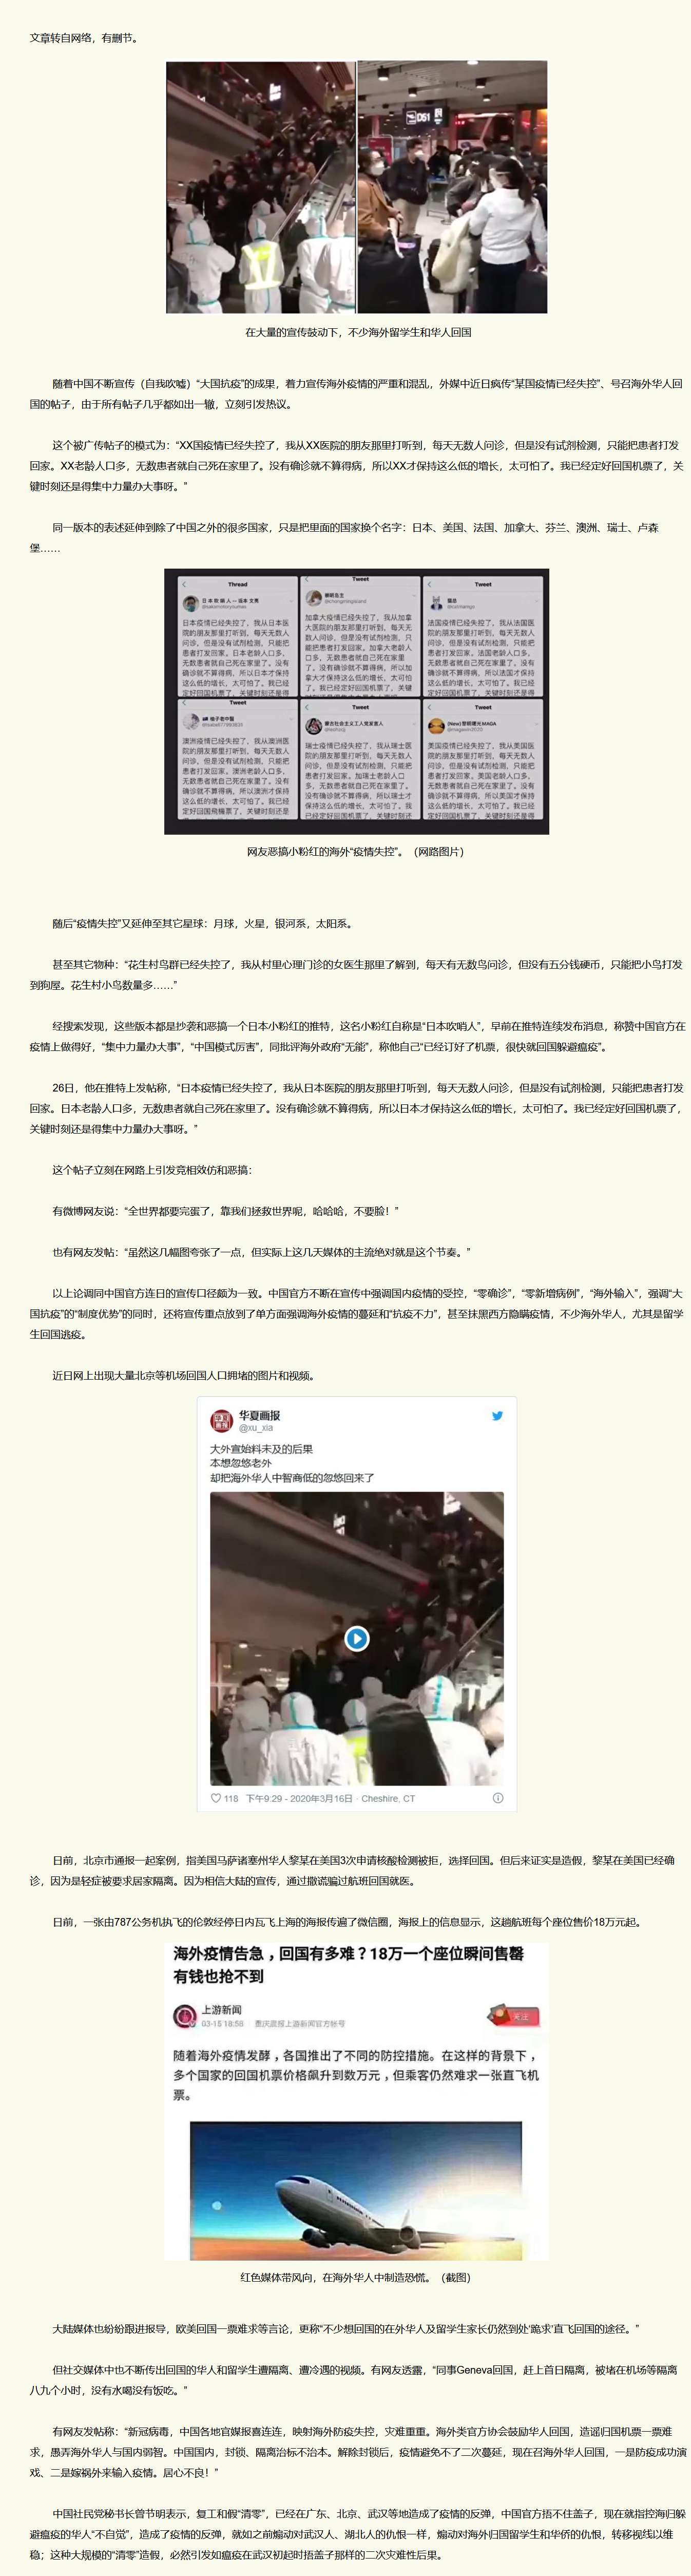 文章转自网络，有删节。
D51
在大量的宣传鼓动下，不少海外留学生和华人回国
随着中国不断宣传（自我吹嘘）“大国抗疫”的成果，着力宣传海外疫情的严重和混乱，外媒中近日疯传“某国疫情已经失控”、号召海外华人回
国的帖子，由于所有帖子几乎都如出一辙，立刻引发热议。
这个被广传帖子的模式为：“XX国疫情已经失控了，我从XX医院的朋友那里打听到，每天无数人问诊，但是没有试剂检测，只能把患者打发
回家。XX老龄人口多，无数患者就自己死在家里了。没有确诊就不算得病，所以XX才保持这么低的增长，太可怕了。我已经定好回国机票了，关
键时刻还是得集中力量办大事呀。”
同一版本的表述延伸到除了中国之外的很多国家，只是把里面的国家换个名字：日本、美国、法国、加拿大、芬兰、澳洲、瑞士、卢森
堡……
Thread
Tweet
Tweet
日本疫情已经失控了，我从日本医
院的朋友那里打听到，每天无数人
问诊，但是没有试剂检测，只能把
患者打发回家。日本老龄人口多，
无数患者就自己死在家里了。没有
确诊就不算得病，所以日本才保持
这么低的增长，太可怕了。我已经
定好回国机票了，关键时刻还是得
加拿大疫情已经失控了，我从加拿
大医院的朋友那里打听到，每天无
数人问诊，但是没有试剂检测，只
能把患者打发回家。加拿大老龄人
口多，无数患者就自己死在家里
了。没有确诊就不算得病，所以加
拿大才保持这么低的增长，太可怕
了。我已经定好回国机票了，关键
法国疫情已经失控了，我从法国医
院的朋友那里打听到，每天无数人
问诊，但是没有试剂检测，只能把
患者打发回家。法国老龄人口多，
无数患者就自己死在家里了。没有
确诊就不算得病，所以法国才保持
这么低的增长，太可怕了。我已经
定好回国机票了，关键时刻还是得
Tweet
Tweet
Tweet
澳洲疫情已经失控了，我从澳洲医
院的朋友那里打听到，每天无数人
问诊，但是没有试剂检测，只能把
患者打发回家。澳洲老龄人口多，
无数患者就自己死在家里了。没有
确诊就不算得病，所以澳洲才保持
这么低的增长，太可怕了。我已经
定好回国飛機票了，关键时刻还是
蒙古社会主义工人党发言人
瑞士疫情已经失控了，我从瑞士医
院的朋友那里打听到，每天无数人
问诊，但是没有试剂检测，只能把
患者打发回家。加瑞士老龄人口
多，无数患者就自己死在家里了。
没有确诊就不算得病，所以瑞士才
保持这么低的增长，太可怕了。我
已经定好回国机票了，关键时刻还
美国疫情已经失控了，我从美国医
院的朋友那里打听到，每天无数人
问诊，但是没有试剂检测，只能把
患者打发回家。美国老龄人口多，
无数患者就自己死在家里了。没有
确诊就不算得病，所以美国才保持
这么低的增长，太可怕了。我已经
定好回国机票了，关键时刻还是得
网友恶搞小粉红的海外“疫情失控”。（网路图片）
随后“疫情失控”又延伸至其它星球：月球，火星，银河系，太阳系。
甚至其它物种：“花生村鸟群已经失控了，我从村里心理门诊的女医生那里了解到，每天有无数鸟问诊，但没有五分钱硬币，只能把小鸟打发
到狗屋。花生村小鸟数量多……”
经搜索发现，这些版本都是抄袭和恶搞一个日本小粉红的推特，这名小粉红自称是“日本吹哨人”，早前在推特连续发布消息，称赞中国官方在
疫情上做得好，“集中力量办大事”，“中国模式厉害”，同批评海外政府“无能”，称他自己“已经订好了机票，很快就回国躲避瘟疫”。
26日，他在推特上发帖称，“日本疫情已经失控了，我从日本医院的朋友那里打听到，每天无数人问诊，但是没有试剂检测，只能把患者打发
回家。日本老龄人口多，无数患者就自己死在家里了。没有确诊就不算得病，所以日本才保持这么低的增长，太可怕了。我已经定好回国机票了，
关键时刻还是得集中力量办大事呀。”
这个帖子立刻在网路上引发竞相效仿和恶搞：
有微博网友说：“全世界都要完蛋了，靠我们拯救世界呢，哈哈哈，不要脸！”
也有网友发帖：“虽然这几幅图夸张了一点，但实际上这几天媒体的主流绝对就是这个节奏。”
以上论调同中国官方连日的宣传口径颇为一致。中国官方不断在宣传中强调国内疫情的受控，“零确诊”，“零新增病例”，“海外输入”，强调“大
国抗疫”的“制度优势”的同时，还将宣传重点放到了单方面强调海外疫情的蔓延和“抗疫不力”，甚至抹黑西方隐瞒疫情，不少海外华人，尤其是留学
生回国逃疫。
近日网上出现大量北京等机场回国人口拥堵的图片和视频。
华夏画报
@xu_xia
大外宣始料未及的后果
本想忽悠老外
却把海外华人中智商低的忽悠回来了
118 下午9:29 - 2020年3月16日 · Cheshire, CT
日前，北京市通报一起案例，指美国马萨诸塞州华人黎某在美国3次申请核酸检测被拒，选择回国。但后来证实是造假，黎某在美国已经确
诊，因为是轻症被要求居家隔离。因为相信大陆的宣传，通过撒谎骗过航班回国就医。
日前，一张由787公务机执飞的伦敦经停日内瓦飞上海的海报传遍了微信圈，海报上的信息显示，这趟航班每个座位售价18万元起。
海外疫情告急，回国有多难？18万一个座位瞬间售罄
有钱也抢不到
上游新闻
03-15 18:58 重庆晨报上游新闻官方帐号
关注
随着海外疫情发酵，各国推出了不同的防控措施。在这样的背景下，
多个国家的回国机票价格飙升到数万元，但乘客仍然难求一张直飞机
票。
红色媒体带风向，在海外华人中制造恐慌。（截图）
大陆媒体也纷纷跟进报导，欧美回国一票难求等言论，更称“不少想回国的在外华人及留学生家长仍然到处‘跪求’直飞回国的途径。”
但社交媒体中也不断传出回国的华人和留学生遭隔离、遭冷遇的视频。有网友透露，“同事Geneva回国，赶上首日隔离，被堵在机场等隔离
八九个小时，没有水喝没有饭吃。”
有网友发帖称：“新冠病毒，中国各地官媒报喜连连，映射海外防疫失控，灾难重重。海外类官方协会鼓励华人回国，造谣归国机票一票难
求，愚弄海外华人与国内弱智。中国国内，封锁、隔离治标不治本。解除封锁后，疫情避免不了二次蔓延，现在召海外华人回国，一是防疫成功演
戏、二是嫁祸外来输入疫情。居心不良！”
中国社民党秘书长曾节明表示，复工和假“清零”，已经在广东、北京、武汉等地造成了疫情的反弹，中国官方捂不住盖子，现在就指控海归躲
避瘟疫的华人“不自觉”，造成了疫情的反弹，就如之前煽动对武汉人、湖北人的仇恨一样，煽动对海外归国留学生和华侨的仇恨，转移视线以维
稳；这种大规模的“清零”造假，必然引发如瘟疫在武汉初起时捂盖子那样的二次灾难性后果。